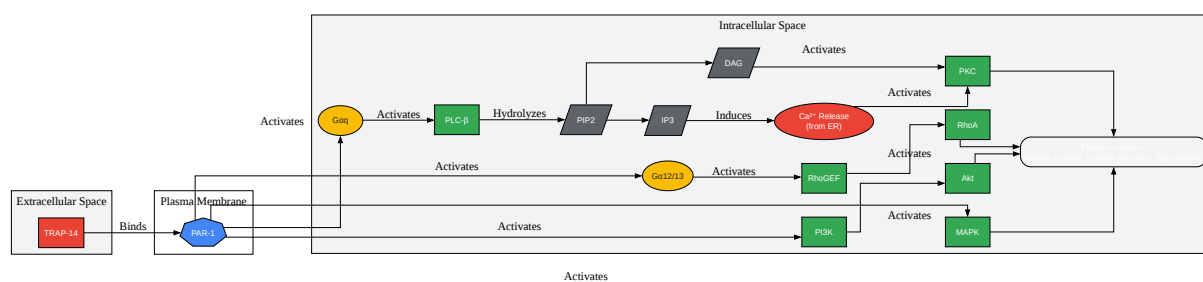 Intracellular Space
Activates
DAG
PKC
Activates
Activates
Gαq
Activates
PLC-β
Hydrolyzes
PIP2
IP3
Induces
Ca²⁺ Release
(from ER)
RhoA
Activates
Activates
Gα12/13
Activates
RhoGEF
Akt
Extracellular Space
TRAP-14
Binds
Plasma Membrane
PAR-1
Activates
PI3K
Activates
MAPK
Activates